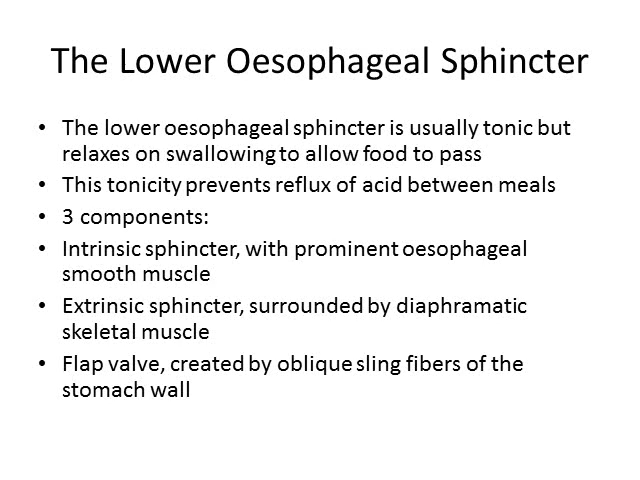 The Lower Oesophageal Sphincter
• The lower oesophageal sphincter is usually tonic but
relaxes on swallowing to allow food to pass
• This tonicity prevents reflux of acid between meals
• 3 components:
• Intrinsic sphincter, with prominent oesophageal
smooth muscle
• Extrinsic sphincter, surrounded by diaphramatic
skeletal muscle
• Flap valve, created by oblique sling fibers of the
stomach wall